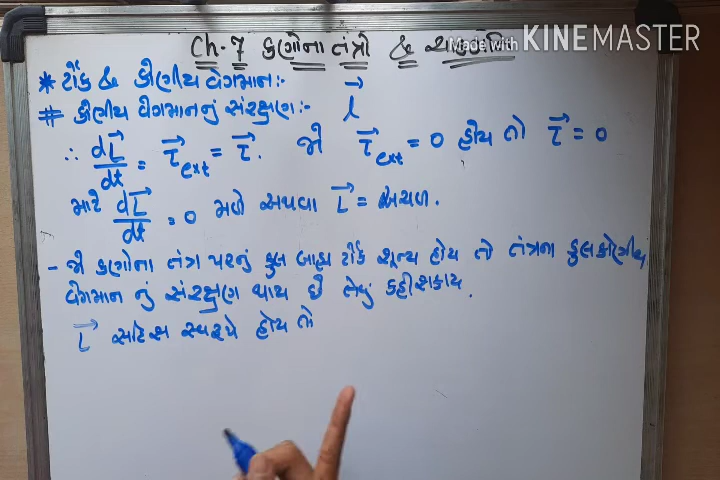 Ch-7 કણોના તંત્રો & ચાકગતિ
Made with KINEMASTER
* ટૉર્ક & કોણીય વેગમાન:-
# કોણીય વેગમાનનું સંરક્ષણ:- l⃗
∴ dL⃗/dt = τ⃗ext = τ⃗. જો τ⃗ext = 0 હોય તો τ⃗ = 0
માટે dL⃗/dt = 0 મળે અથવા L⃗ = અચળ.
- જો કણોના તંત્ર પરનું કુલ બાહ્ય ટૉર્ક શૂન્ય હોય તો તંત્રના કુલ કોણીય
વેગમાન નું સંરક્ષણ થાય છે તેવું કહી શકાય.
L⃗ સદિશ સ્વરૂપે હોય તો